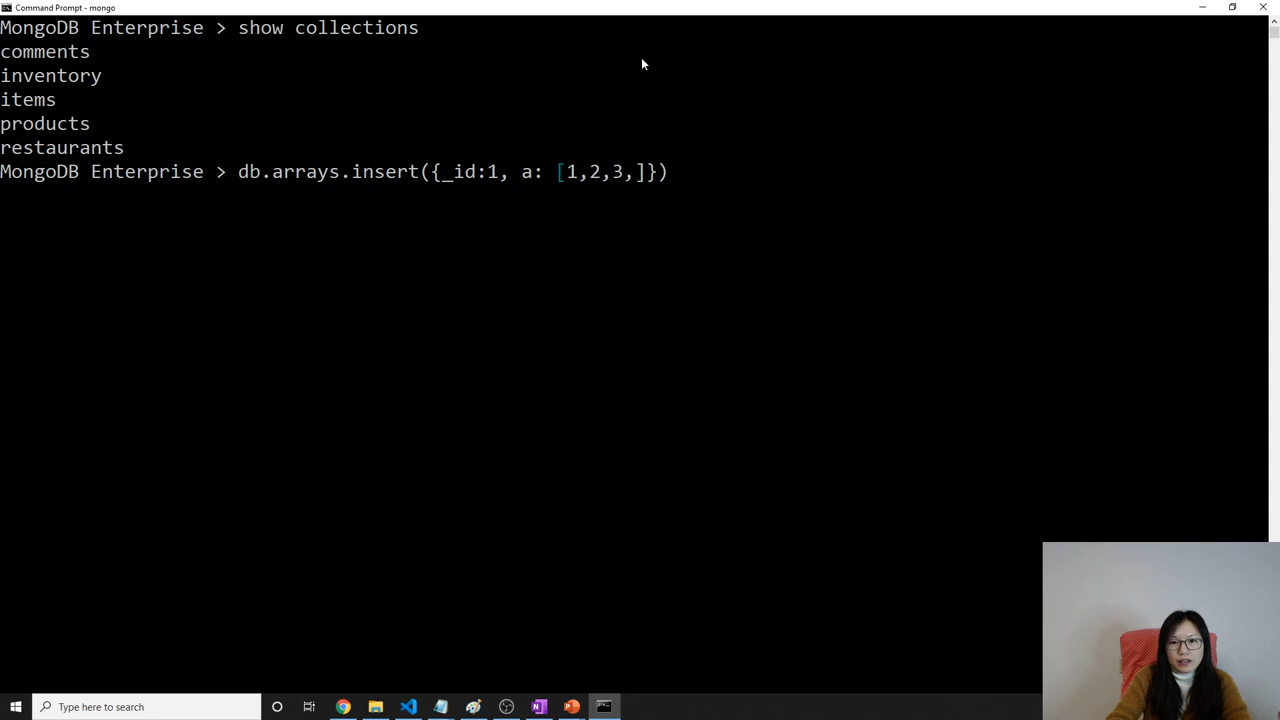 Command Prompt - mongo
MongoDB Enterprise > show collections
comments
inventory
items
products
restaurants
MongoDB Enterprise > db.arrays.insert({_id:1, a: [1,2,3,]})
Type here to search